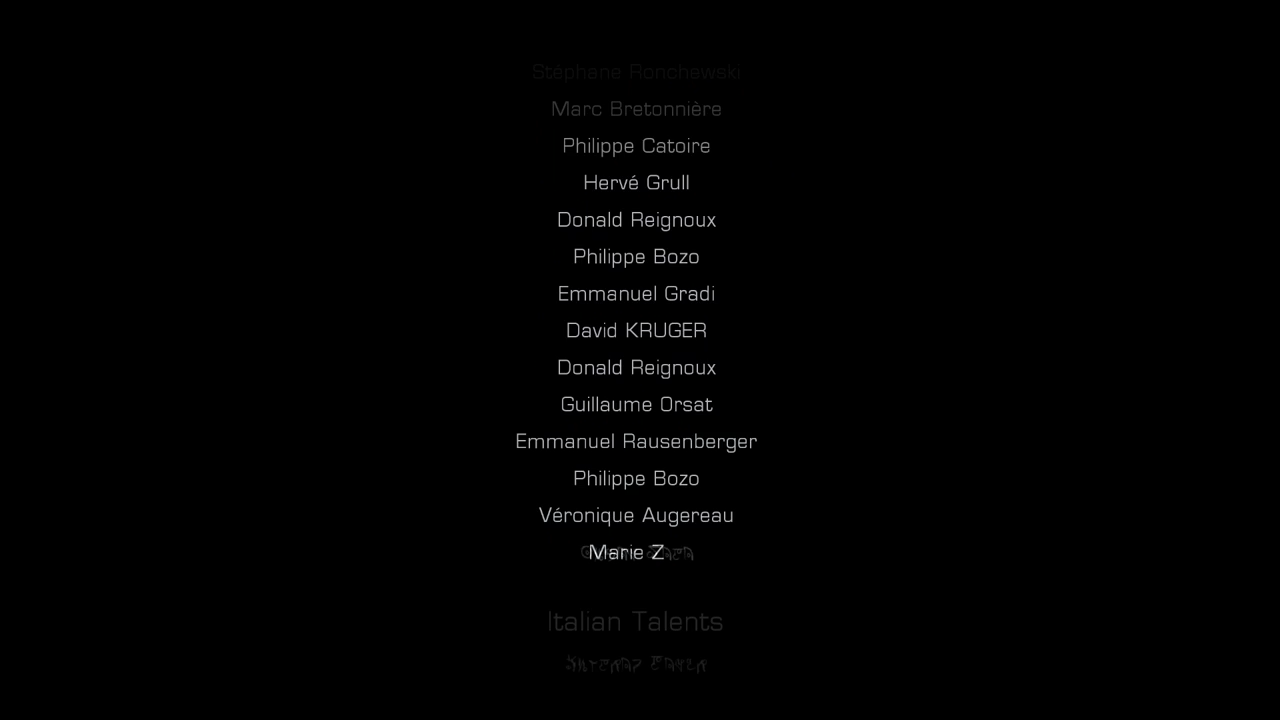 Stéphane Ronchewski
Marc Bretonnière
Philippe Catoire
Hervé Grull
Donald Reignoux
Philippe Bozo
Emmanuel Gradi
David KRUGER
Donald Reignoux
Guillaume Orsat
Emmanuel Rausenberger
Philippe Bozo
Véronique Augereau
Marie Z
Italian Talents